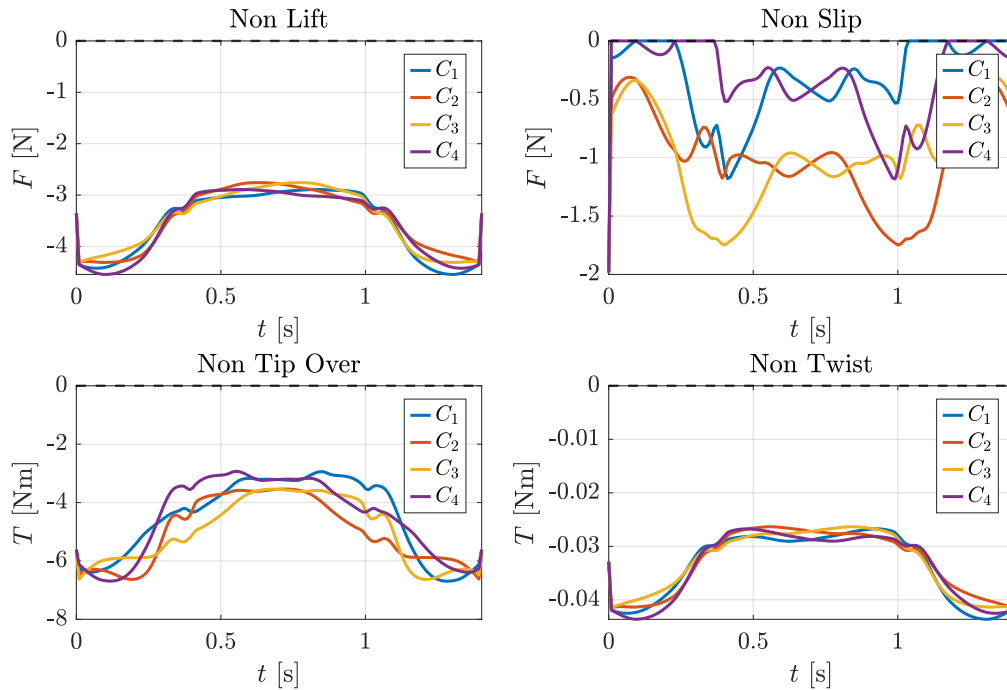 Non Lift
0
-1
-2
-3
-4
F [N]
0
0.5
1
t [s]
C1
C2
C3
C4
Non Slip
0
-0.5
-1
-1.5
-2
F [N]
0
0.5
1
t [s]
C1
C2
C3
C4
Non Tip Over
0
-2
-4
-6
-8
T [Nm]
0
0.5
1
t [s]
C1
C2
C3
C4
Non Twist
0
-0.01
-0.02
-0.03
-0.04
T [Nm]
0
0.5
1
t [s]
C1
C2
C3
C4